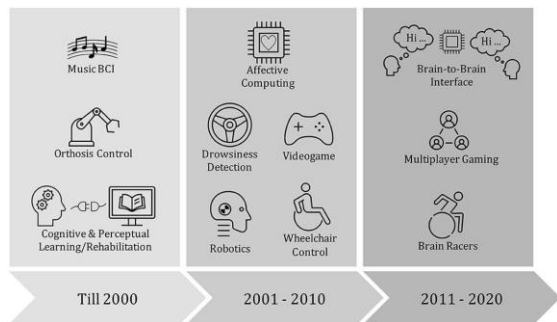 Music BCI
Orthosis Control
Cognitive & Perceptual
Learning/Rehabilitation
Till 2000
Affective
Computing
Drowsiness
Detection
Videogame
Robotics
Wheelchair
Control
2001 - 2010
Hi ...
Hi ...
Brain-to-Brain
Interface
Multiplayer Gaming
Brain Racers
2011 - 2020